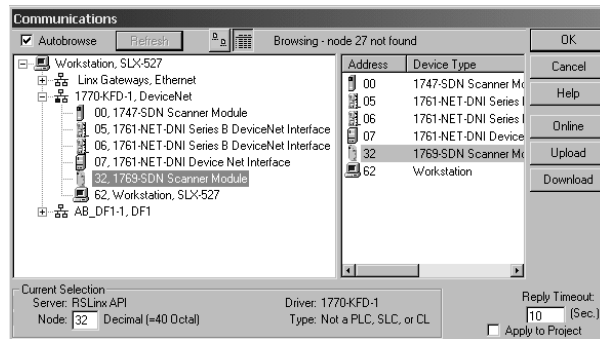 Communications
Autobrowse
Refresh
Browsing - node 27 not found
OK
Cancel
Help
Online
Upload
Download
Workstation, SLX-527
Linx Gateways, Ethernet
1770-KFD-1, DeviceNet
00, 1747-SDN Scanner Module
05, 1761-NET-DNI Series B DeviceNet Interface
06, 1761-NET-DNI Series B DeviceNet Interface
07, 1761-NET-DNI Device Net Interface
32, 1769-SDN Scanner Module
62, Workstation, SLX-527
AB_DF1-1, DF1
Address Device Type
00 1747-SDN Scanner Mo
05 1761-NET-DNI Series
06 1761-NET-DNI Series
07 1761-NET-DNI Device
32 1769-SDN Scanner Mo
62 Workstation
Current Selection
Server: RSLinx API
Driver: 1770-KFD-1
Node: 32 Decimal (=40 Octal)
Type: Not a PLC, SLC, or CL
Reply Timeout:
10 (Sec.)
Apply to Project